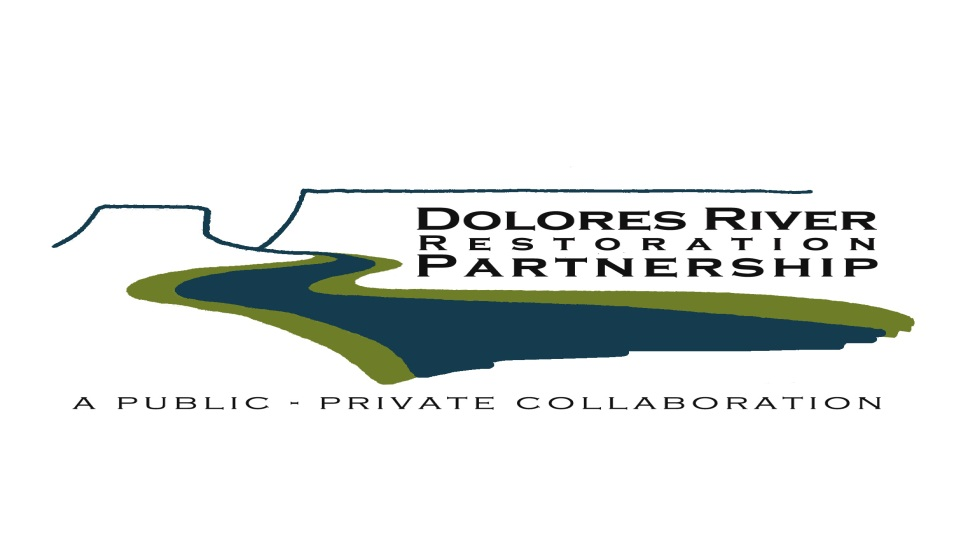 DOLORES RIVER
RESTORATION
PARTNERSHIP
A PUBLIC - PRIVATE COLLABORATION